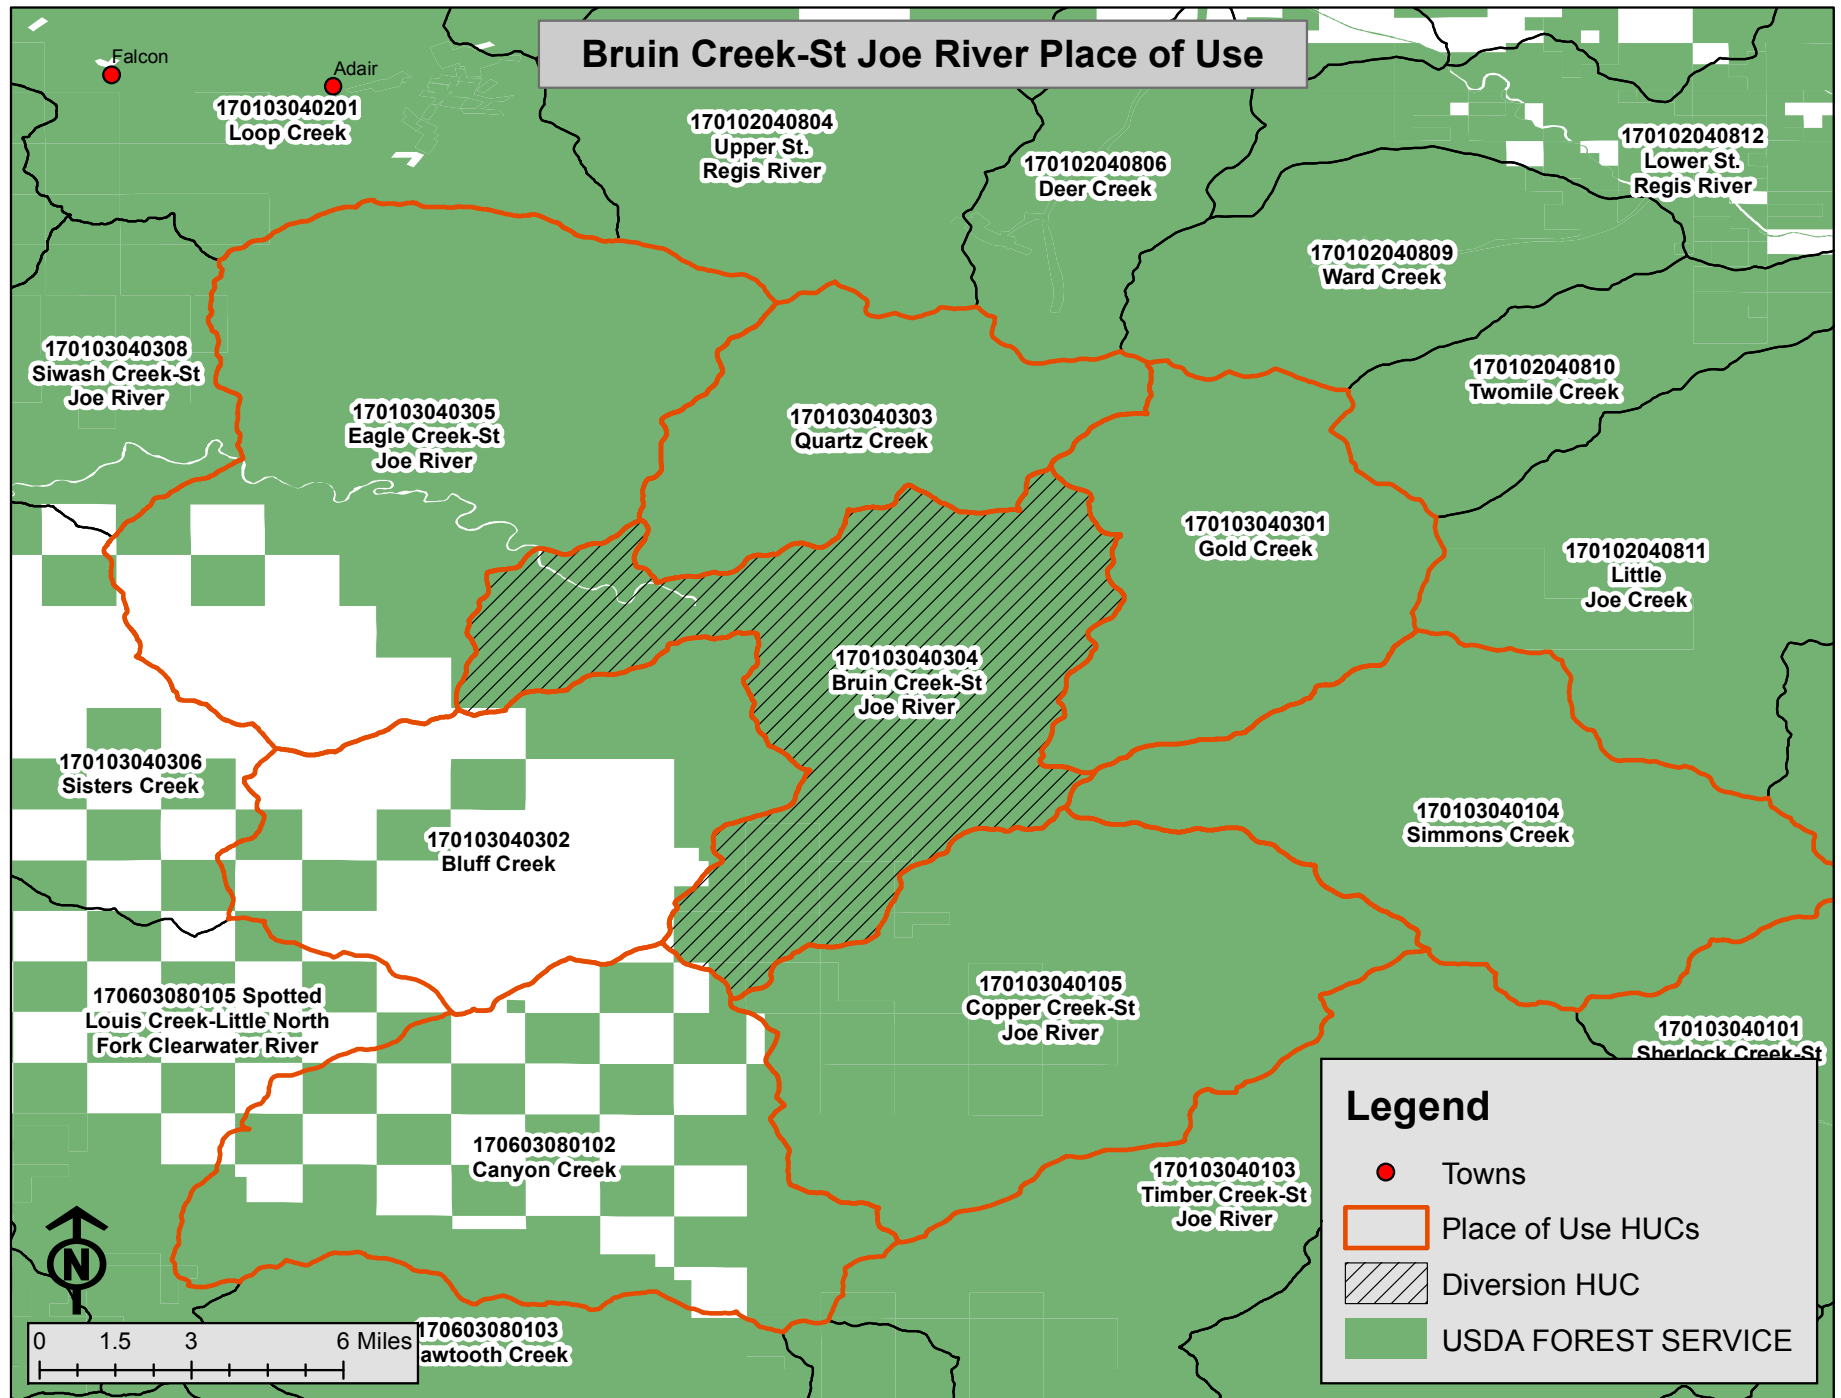 Bruin Creek-St Joe River Place of Use
Falcon
Adair
170103040201
Loop Creek
170102040804
Upper St.
Regis River
170102040806
Deer Creek
170102040812
Lower St.
Regis River
170102040809
Ward Creek
170103040308
Siwash Creek-St
Joe River
170102040810
Twomile Creek
170103040305
Eagle Creek-St
Joe River
170103040303
Quartz Creek
170103040301
Gold Creek
170102040811
Little
Joe Creek
170103040304
Bruin Creek-St
Joe River
170103040306
Sisters Creek
170103040302
Bluff Creek
170103040104
Simmons Creek
170603080105 Spotted
Louis Creek-Little North
Fork Clearwater River
170103040105
Copper Creek-St
Joe River
170103040101
Sherlock Creek-St
170603080102
Canyon Creek
170103040103
Timber Creek-St
Joe River
170603080103
awtooth Creek
Legend
Towns
Place of Use HUCs
Diversion HUC
USDA FOREST SERVICE
N
0 1.5 3 6 Miles